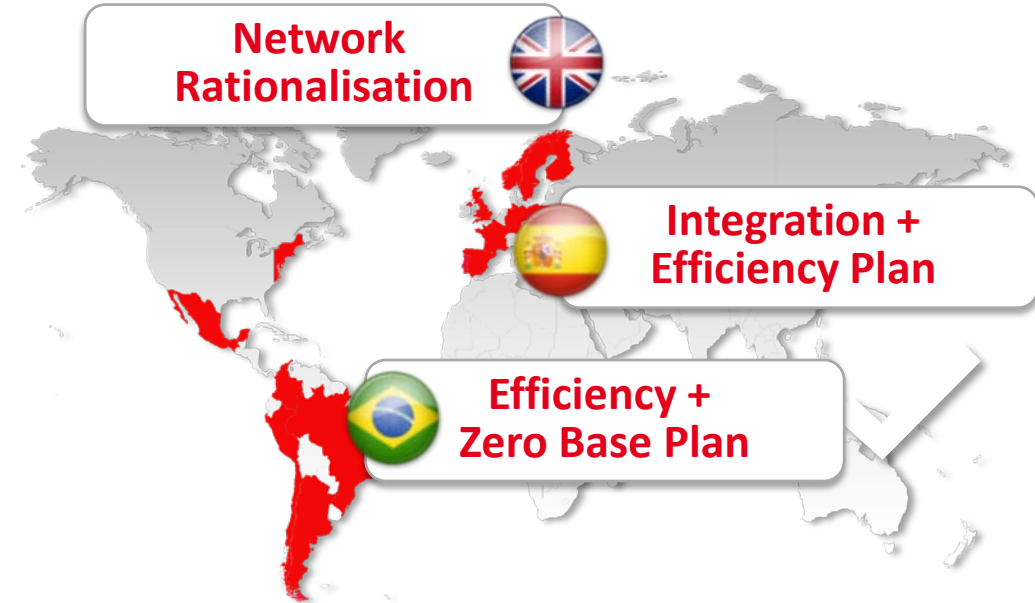 Network
Rationalisation
Integration +
Efficiency Plan
Efficiency +
Zero Base Plan